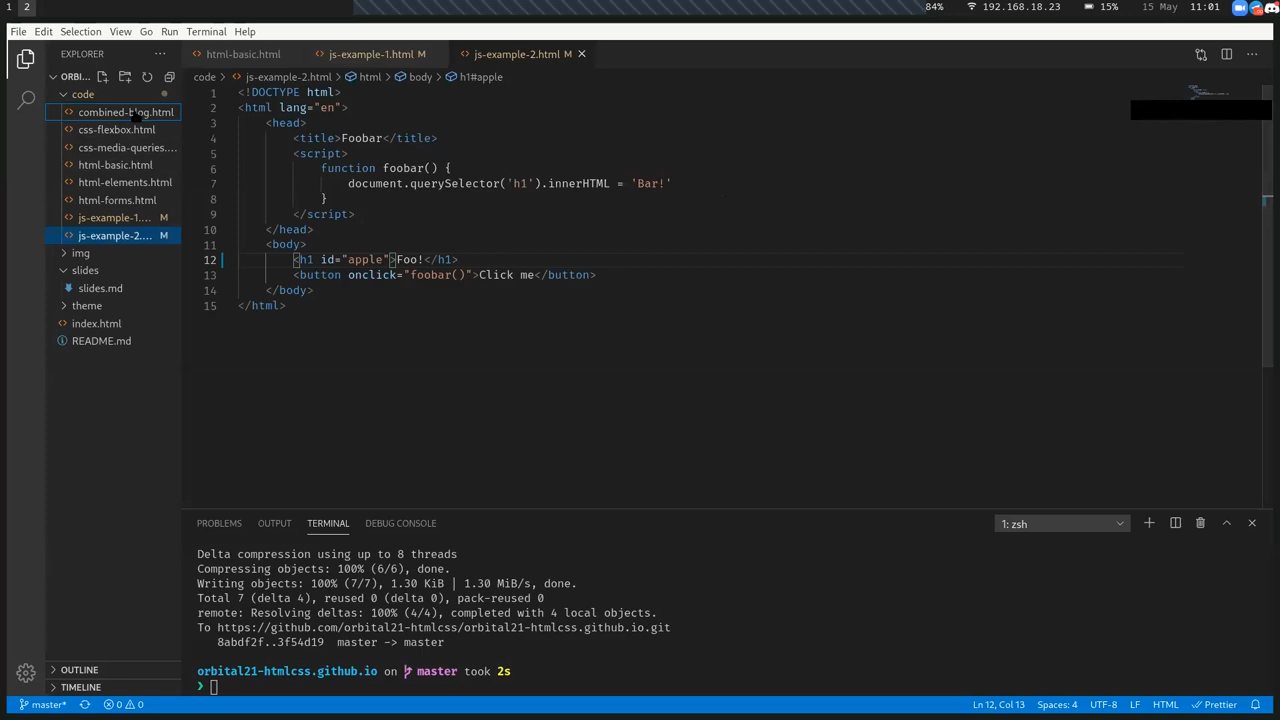 1 2 84% 192.168.18.23 15% 15 May 11:01
File Edit Selection View Go Run Terminal Help
EXPLORER ··· html-basic.html js-example-1.html M js-example-2.html M ···
ORBI... code > js-example-2.html > html > body > h1#apple
code
combined-blog.html
css-flexbox.html
css-media-queries....
html-basic.html
html-elements.html
html-forms.html
js-example-1.... M
js-example-2.... M
img
slides
slides.md
theme
index.html
README.md
OUTLINE
TIMELINE
1 <!DOCTYPE html>
2 <html lang="en">
3 <head>
4 <title>Foobar</title>
5 <script>
6 function foobar() {
7 document.querySelector('h1').innerHTML = 'Bar!'
8 }
9 </script>
10 </head>
11 <body>
12 <h1 id="apple">Foo!</h1>
13 <button onclick="foobar()">Click me</button>
14 </body>
15 </html>
PROBLEMS OUTPUT TERMINAL DEBUG CONSOLE 1: zsh
Delta compression using up to 8 threads
Compressing objects: 100% (6/6), done.
Writing objects: 100% (7/7), 1.30 KiB | 1.30 MiB/s, done.
Total 7 (delta 4), reused 0 (delta 0), pack-reused 0
remote: Resolving deltas: 100% (4/4), completed with 4 local objects.
To https://github.com/orbital21-htmlcss/orbital21-htmlcss.github.io.git
8abdf2f..3f54d19 master -> master
orbital21-htmlcss.github.io on master took 2s
❯
master* 0 0 Ln 12, Col 13 Spaces: 4 UTF-8 LF HTML Prettier